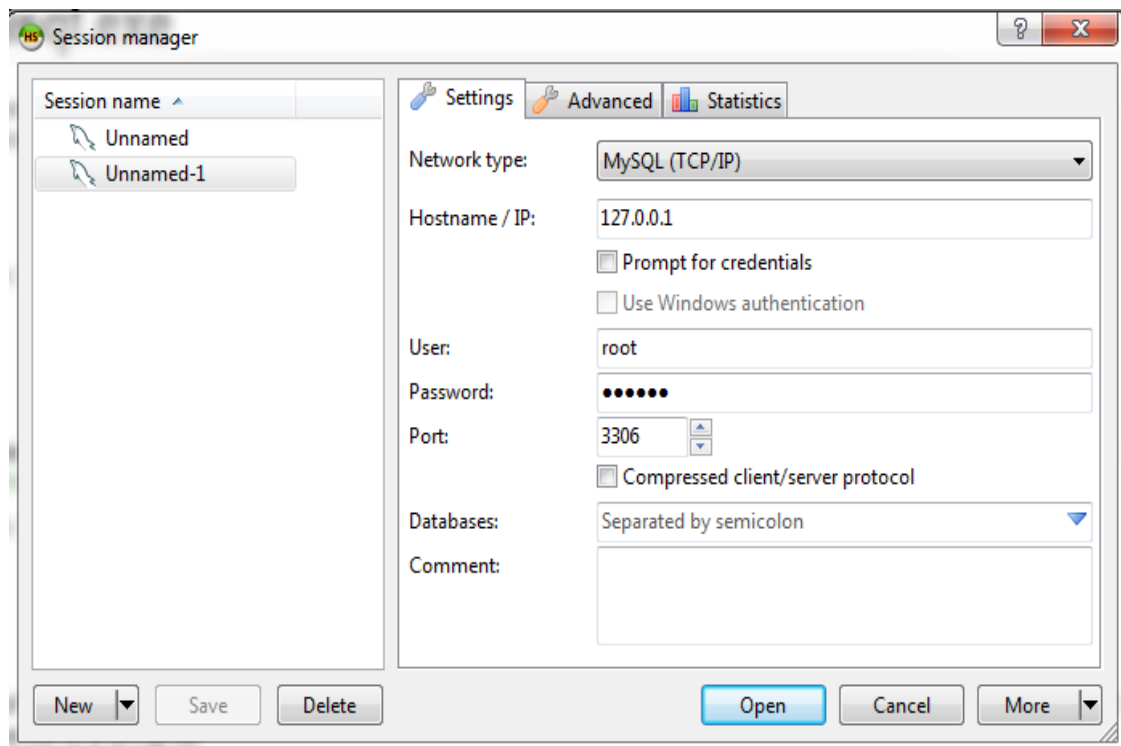 HS Session manager
Session name
Unnamed
Unnamed-1
Settings Advanced Statistics
Network type: MySQL (TCP/IP)
Hostname / IP: 127.0.0.1
Prompt for credentials
Use Windows authentication
User: root
Password: ●●●●●●
Port: 3306
Compressed client/server protocol
Databases: Separated by semicolon
Comment:
New Save Delete Open Cancel More